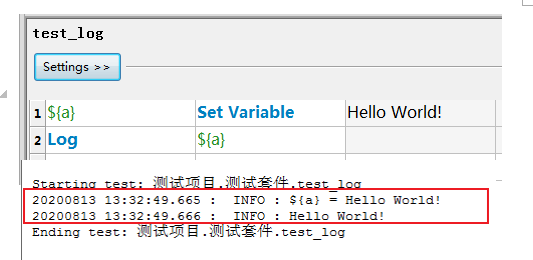 test_log
Settings >>
1 ${a} Set Variable Hello World!
2 Log ${a}
Starting test: 测试项目.测试套件.test_log
20200813 13:32:49.665 :  INFO : ${a} = Hello World!
20200813 13:32:49.666 :  INFO : Hello World!
Ending test: 测试项目.测试套件.test_log